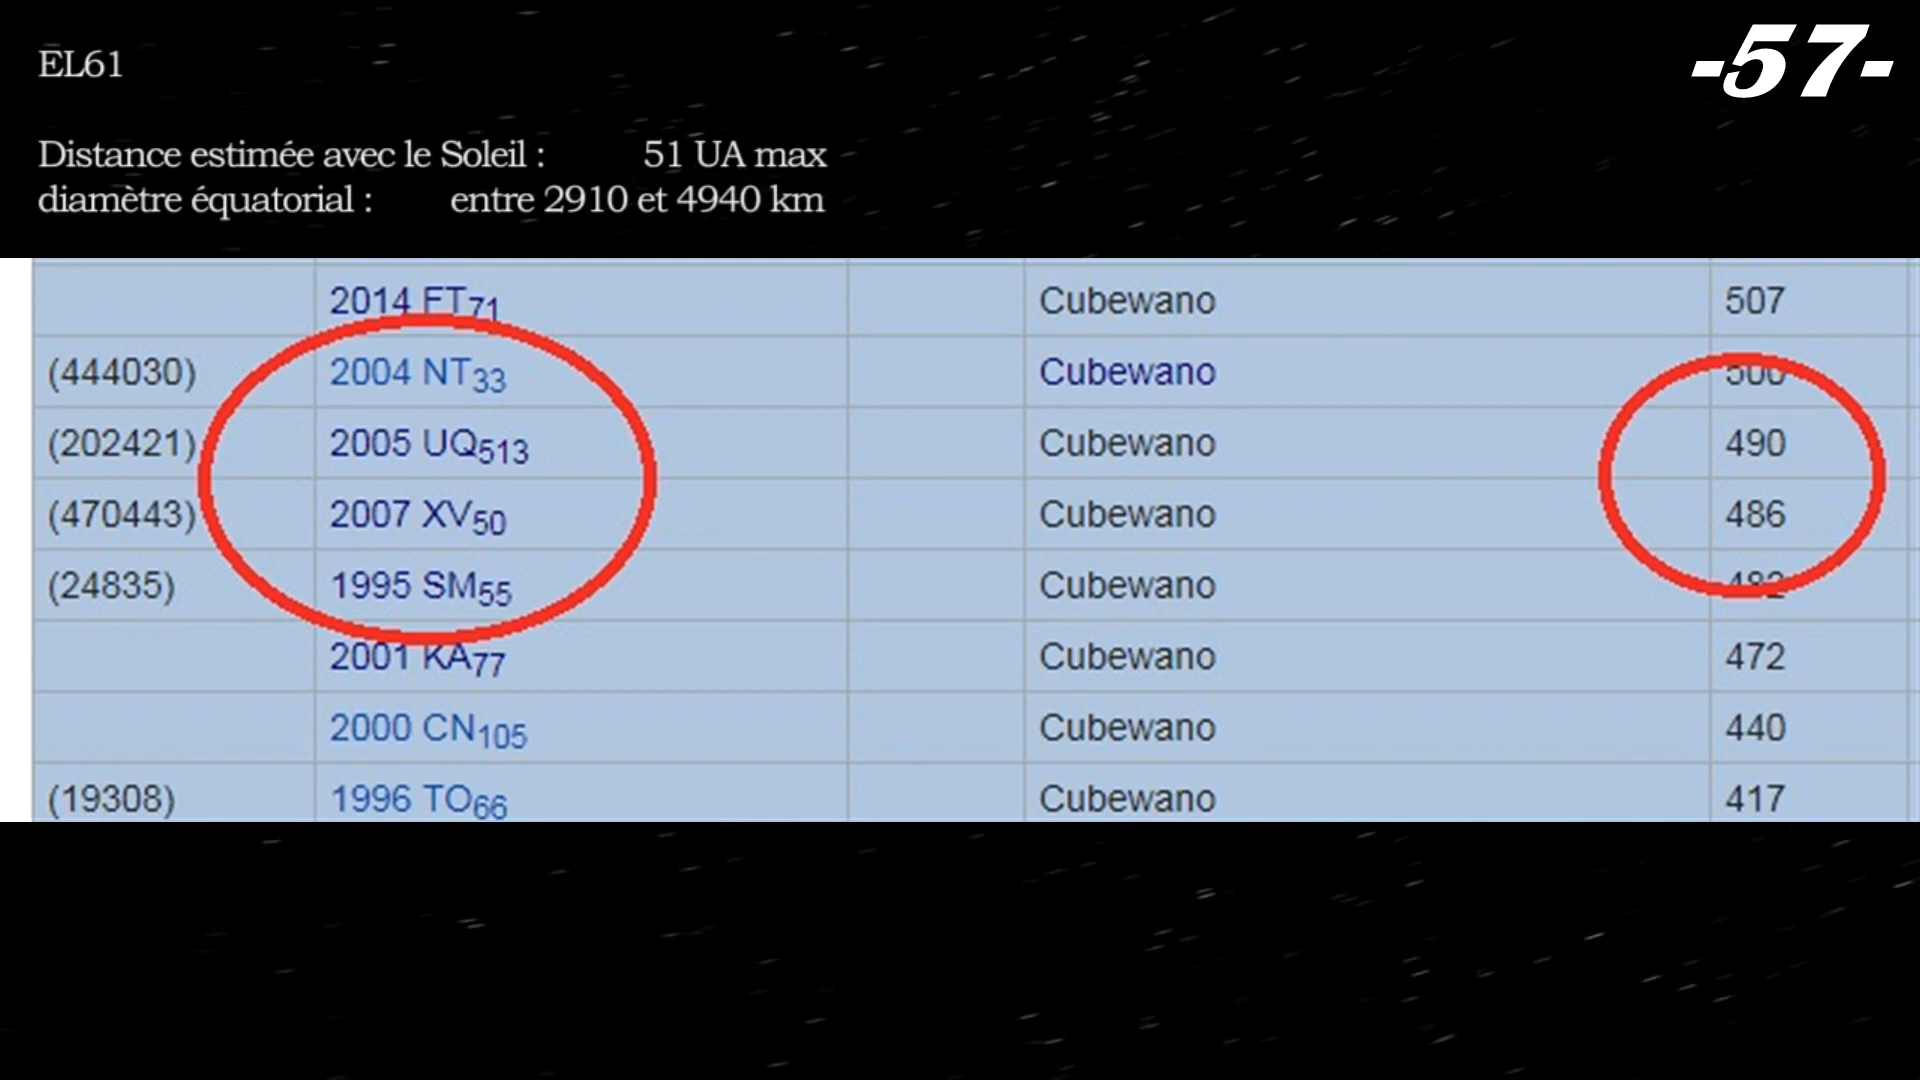 EL61
-57-
Distance estimée avec le Soleil : 51 UA max
diamètre équatorial : entre 2910 et 4940 km
2014 FT71 Cubewano 507
(444030) 2004 NT33 Cubewano 500
(202421) 2005 UQ513 Cubewano 490
(470443) 2007 XV50 Cubewano 486
(24835) 1995 SM55 Cubewano 482
2001 KA77 Cubewano 472
2000 CN105 Cubewano 440
(19308) 1996 TO66 Cubewano 417